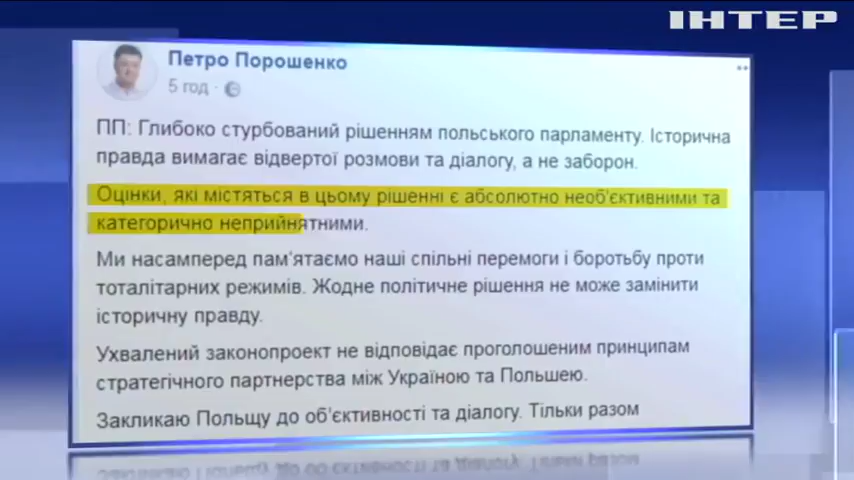 ІНТЕР
Петро Порошенко
5 год ·
ПП: Глибоко стурбований рішенням польського парламенту. Історична
правда вимагає відвертої розмови та діалогу, а не заборон.
Оцінки, які містяться в цьому рішенні є абсолютно необ'єктивними та
категорично неприйнятними.
Ми насамперед пам'ятаємо наші спільні перемоги і боротьбу проти
тоталітарних режимів. Жодне політичне рішення не може замінити
історичну правду.
Ухвалений законопроект не відповідає проголошеним принципам
стратегічного партнерства між Україною та Польшею.
Закликаю Польщу до об'єктивності та діалогу. Тільки разом